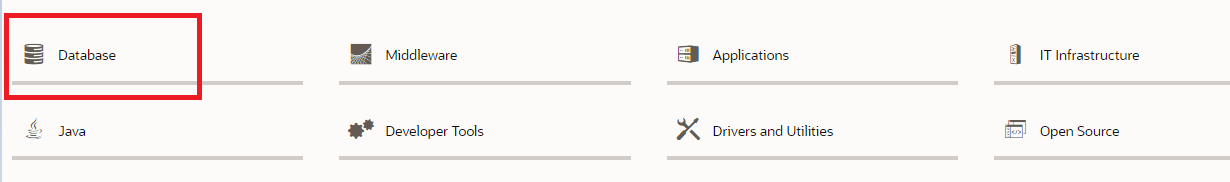 Database Middleware Applications IT Infrastructure
Java Developer Tools Drivers and Utilities Open Source